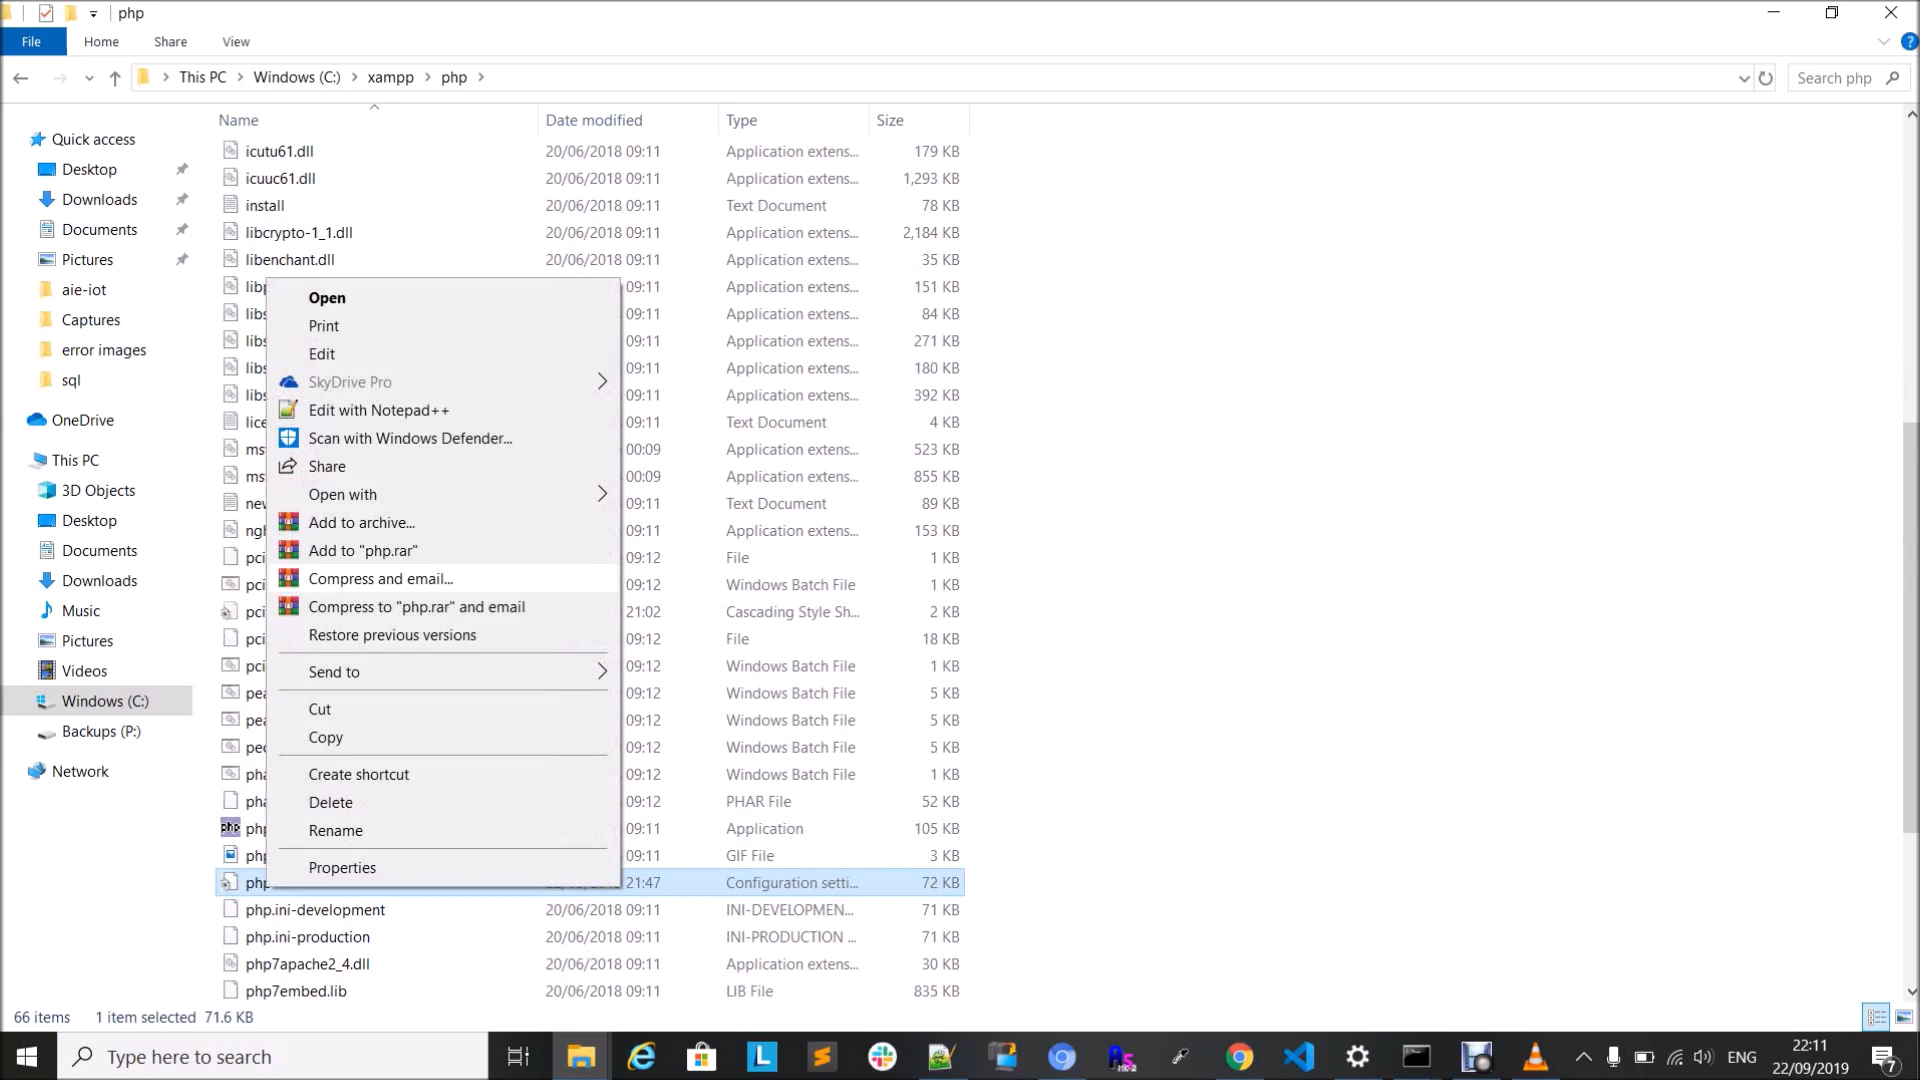 php
File Home Share View
This PC Windows (C:) xampp php
Search php
Name Date modified Type Size
Quick access
Desktop
Downloads
Documents
Pictures
aie-iot
Captures
error images
sql
OneDrive
This PC
3D Objects
Desktop
Documents
Downloads
Music
Pictures
Videos
Windows (C:)
Backups (P:)
Network
icutu61.dll 20/06/2018 09:11 Application extens... 179 KB
icuuc61.dll 20/06/2018 09:11 Application extens... 1,293 KB
install 20/06/2018 09:11 Text Document 78 KB
libcrypto-1_1.dll 20/06/2018 09:11 Application extens... 2,184 KB
libenchant.dll 20/06/2018 09:11 Application extens... 35 KB
09:11 Application extens... 151 KB
09:11 Application extens... 84 KB
09:11 Application extens... 271 KB
09:11 Application extens... 180 KB
09:11 Application extens... 392 KB
09:11 Text Document 4 KB
00:09 Application extens... 523 KB
00:09 Application extens... 855 KB
09:11 Text Document 89 KB
09:11 Application extens... 153 KB
09:12 File 1 KB
09:12 Windows Batch File 1 KB
21:02 Cascading Style Sh... 2 KB
09:12 File 18 KB
09:12 Windows Batch File 1 KB
09:12 Windows Batch File 5 KB
09:12 Windows Batch File 5 KB
09:12 Windows Batch File 5 KB
09:12 Windows Batch File 1 KB
09:12 PHAR File 52 KB
php 09:11 Application 105 KB
php 09:11 GIF File 3 KB
php 21:47 Configuration setti... 72 KB
php.ini-development 20/06/2018 09:11 INI-DEVELOPMEN... 71 KB
php.ini-production 20/06/2018 09:11 INI-PRODUCTION ... 71 KB
php7apache2_4.dll 20/06/2018 09:11 Application extens... 30 KB
php7embed.lib 20/06/2018 09:11 LIB File 835 KB
Open
Print
Edit
SkyDrive Pro
Edit with Notepad++
Scan with Windows Defender...
Share
Open with
Add to archive...
Add to "php.rar"
Compress and email...
Compress to "php.rar" and email
Restore previous versions
Send to
Cut
Copy
Create shortcut
Delete
Rename
Properties
66 items 1 item selected 71.6 KB
Type here to search
ENG
22:11
22/09/2019
7